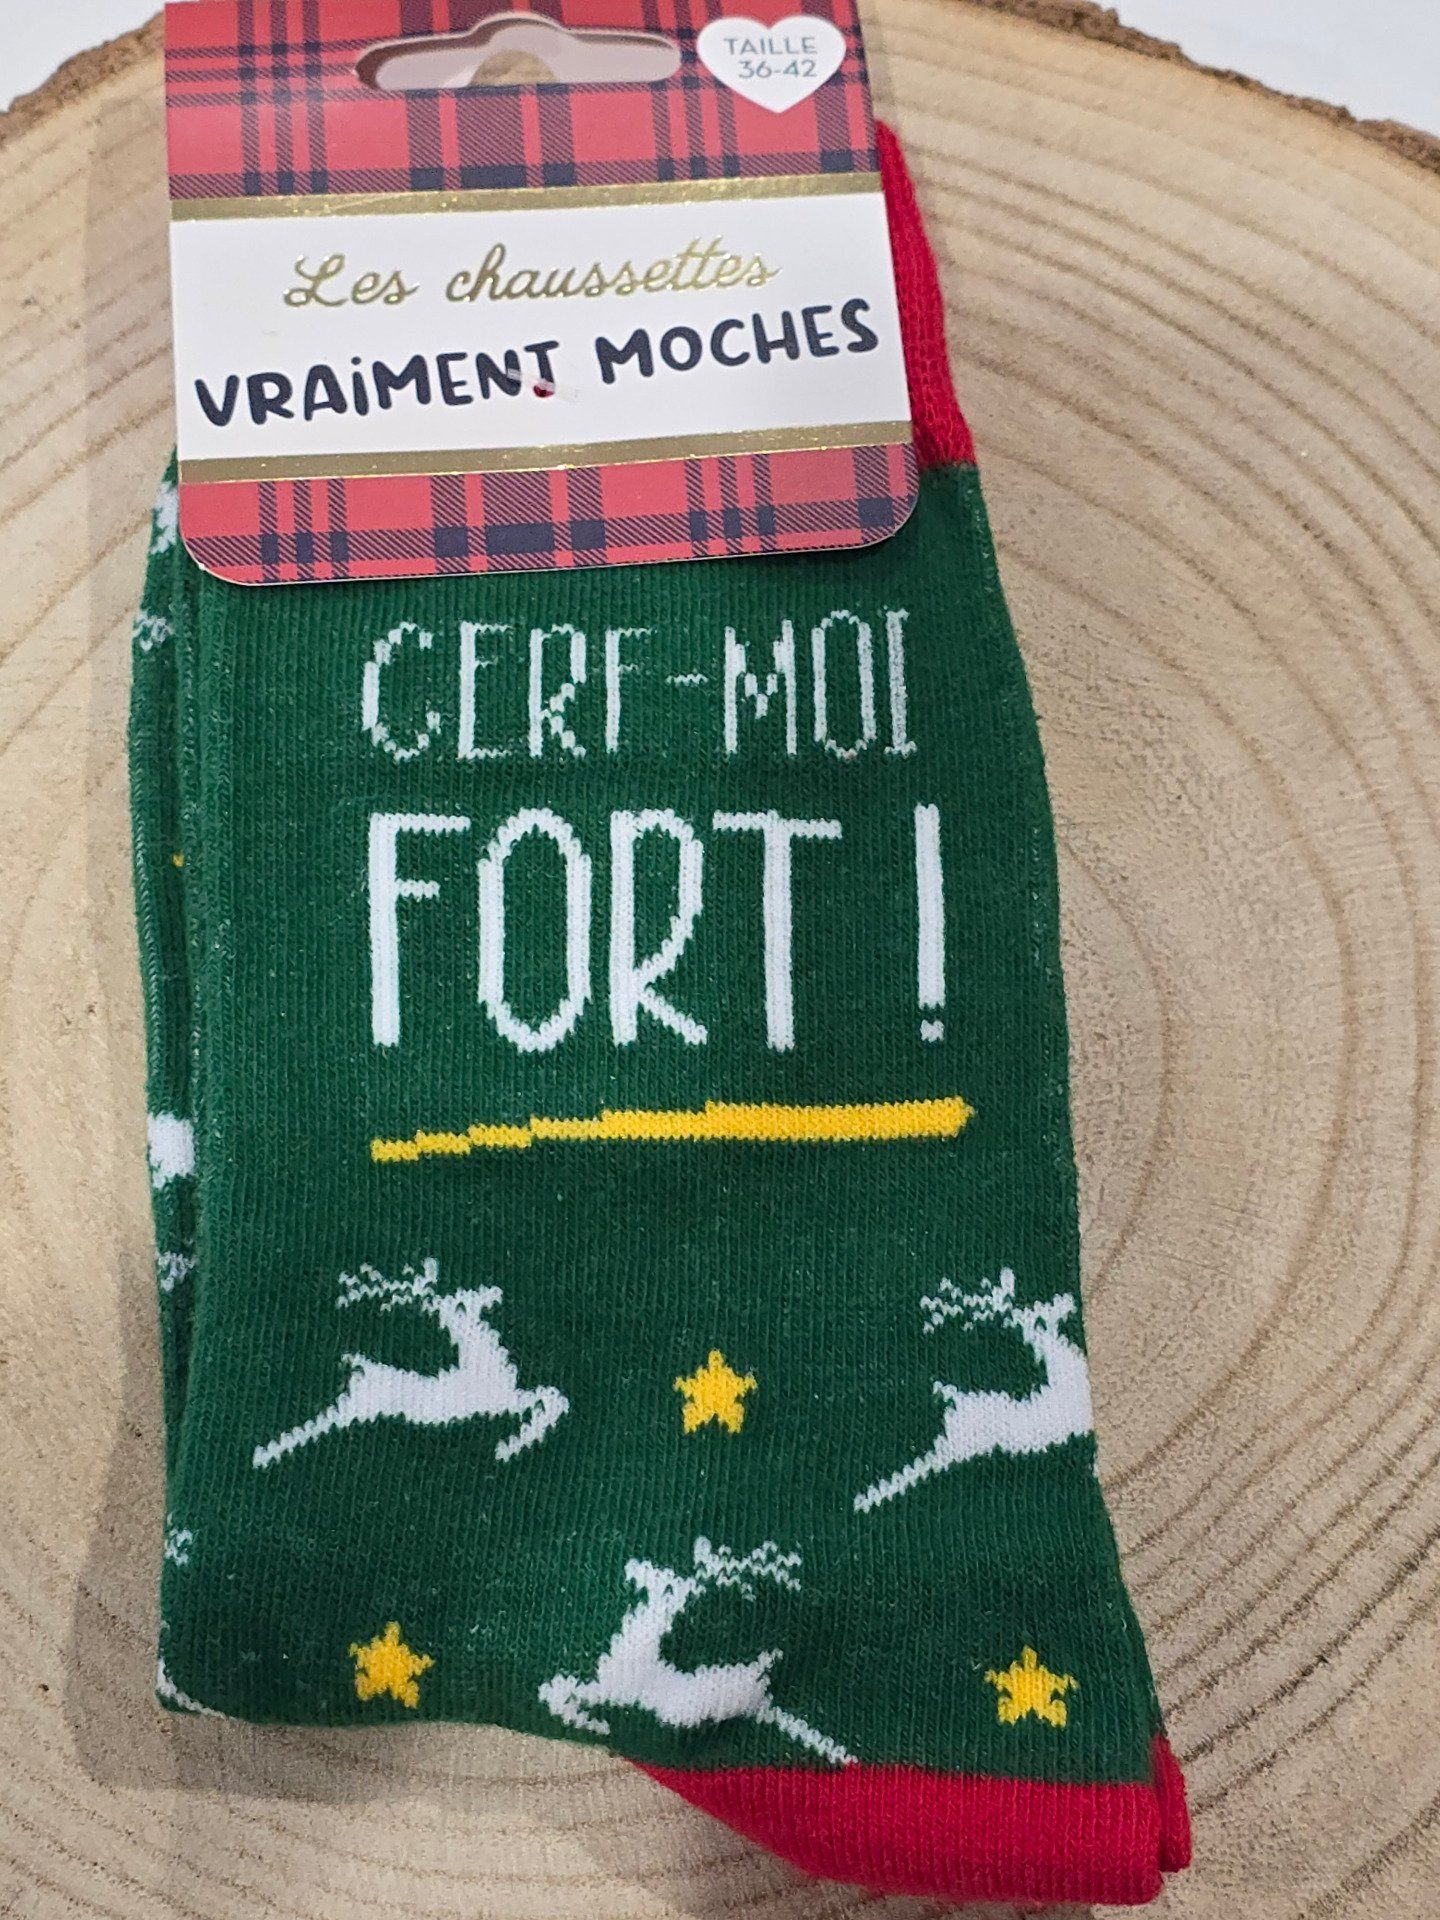 TAILLE
36-42
Les chaussettes
VRAiMENT MOCHES
CERF-MOI
FORT !